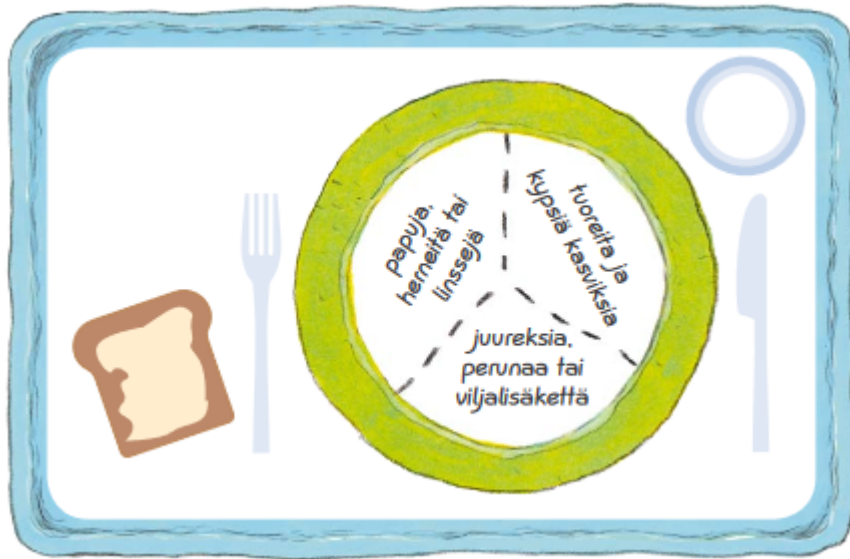 papuja,
herneitä tai
linssejä
tuoreita ja
kypsiä kasviksia
juureksia,
perunaa tai
viljalisäkettä